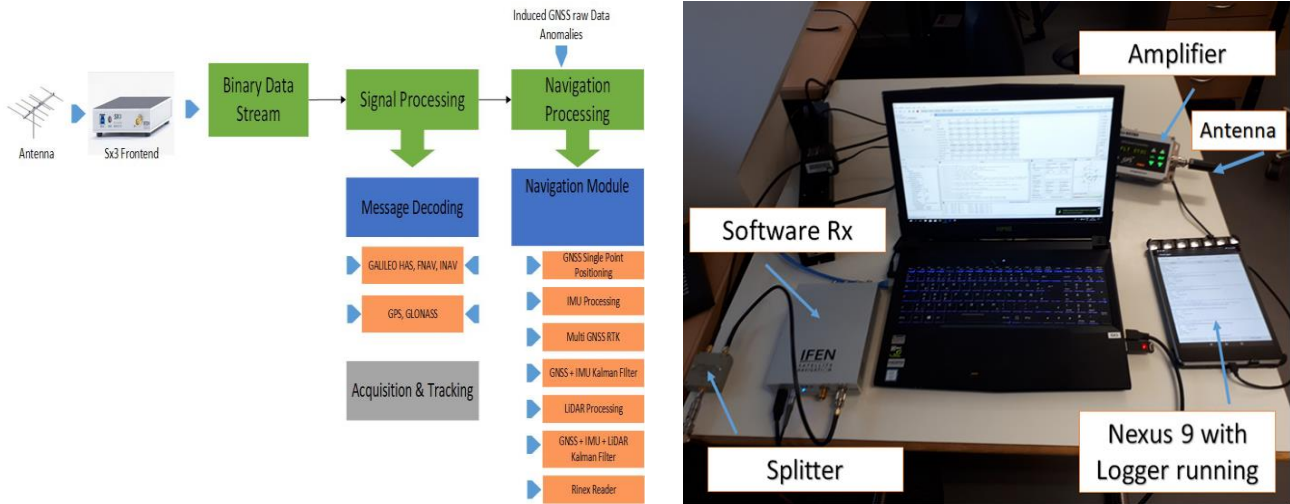 Induced GNSS raw Data
Anomalies
Antenna
Sx3 Frontend
Binary Data
Stream
Signal Processing
Navigation
Processing
Message Decoding
GALILEO HAS, FNAV, INAV
GPS, GLONASS
Acquisition & Tracking
Navigation Module
GNSS Single Point
Positioning
IMU Processing
Multi GNSS RTK
GNSS + IMU Kalman Filter
LiDAR Processing
GNSS + IMU + LiDAR
Kalman Filter
Rinex Reader
Amplifier
Antenna
Software Rx
IFEN
SATELLITE
NAVIGATION
Splitter
Nexus 9 with
Logger running